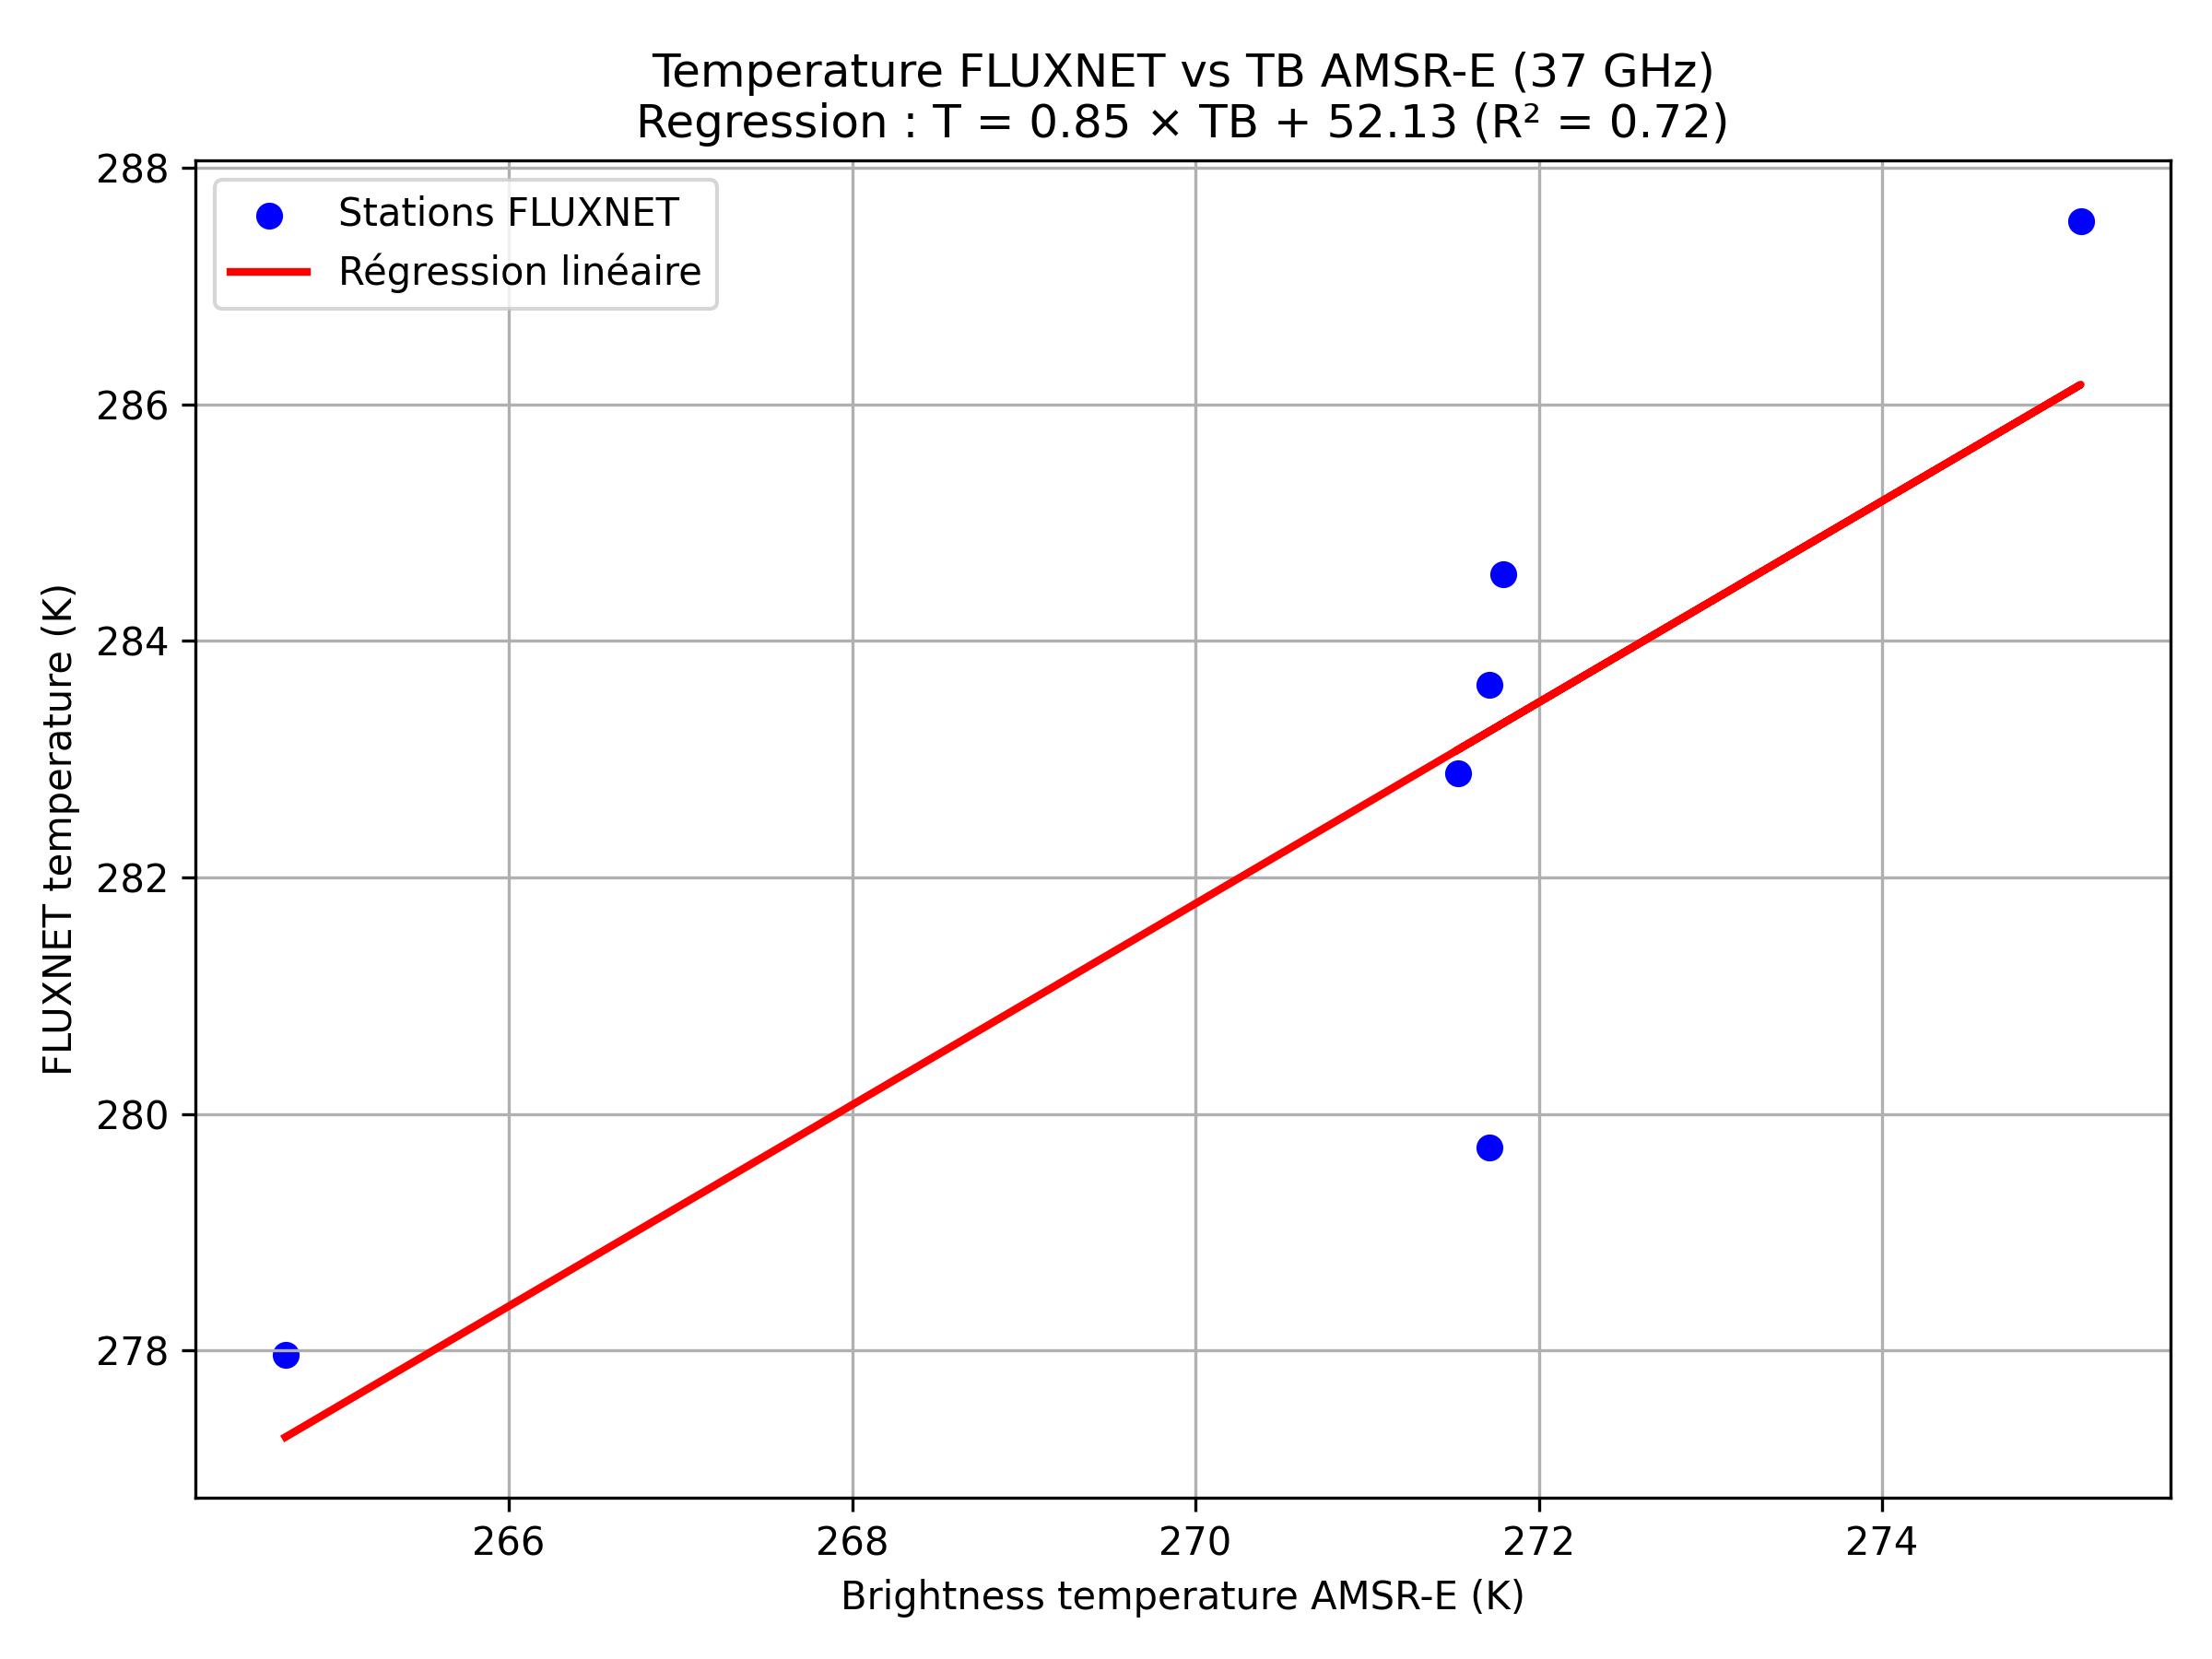 Temperature FLUXNET vs TB AMSR-E (37 GHz)
Regression : T = 0.85 × TB + 52.13 (R² = 0.72)
Stations FLUXNET
Régression linéaire
288
286
284
282
280
278
FLUXNET temperature (K)
266 268 270 272 274
Brightness temperature AMSR-E (K)